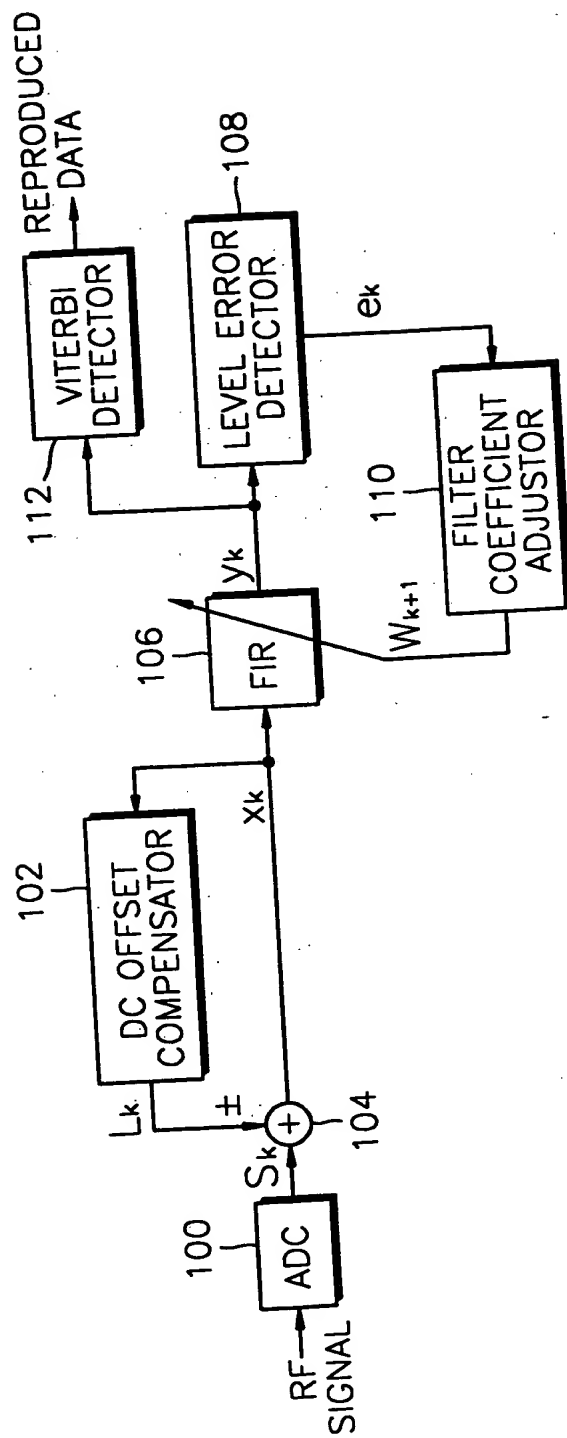 RF
SIGNAL
100
ADC
Sk
Lk
±
+
104
102
DC OFFSET
COMPENSATOR
xk
106
FIR
yk
112
VITERBI
DETECTOR
REPRODUCED
DATA
108
LEVEL ERROR
DETECTOR
ek
110
FILTER
COEFFICIENT
ADJUSTOR
Wk+1